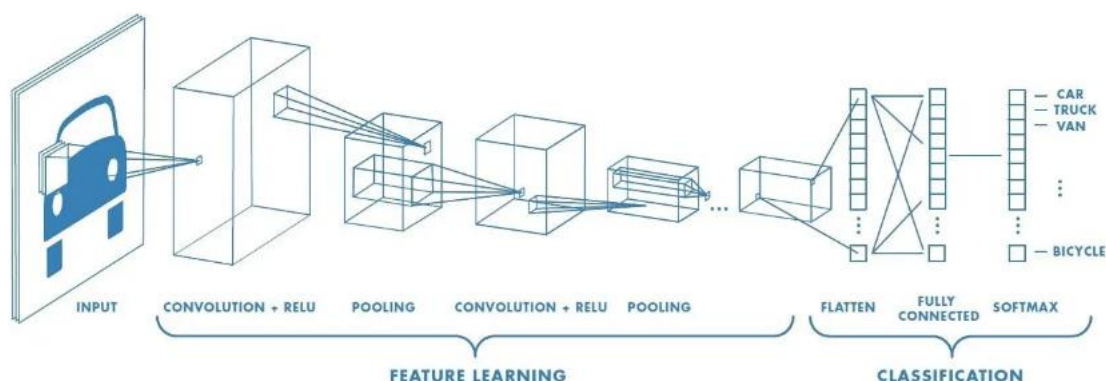 CAR
TRUCK
VAN
BICYCLE
INPUT
CONVOLUTION + RELU
POOLING
CONVOLUTION + RELU
POOLING
FLATTEN
FULLY
CONNECTED
SOFTMAX
FEATURE LEARNING
CLASSIFICATION